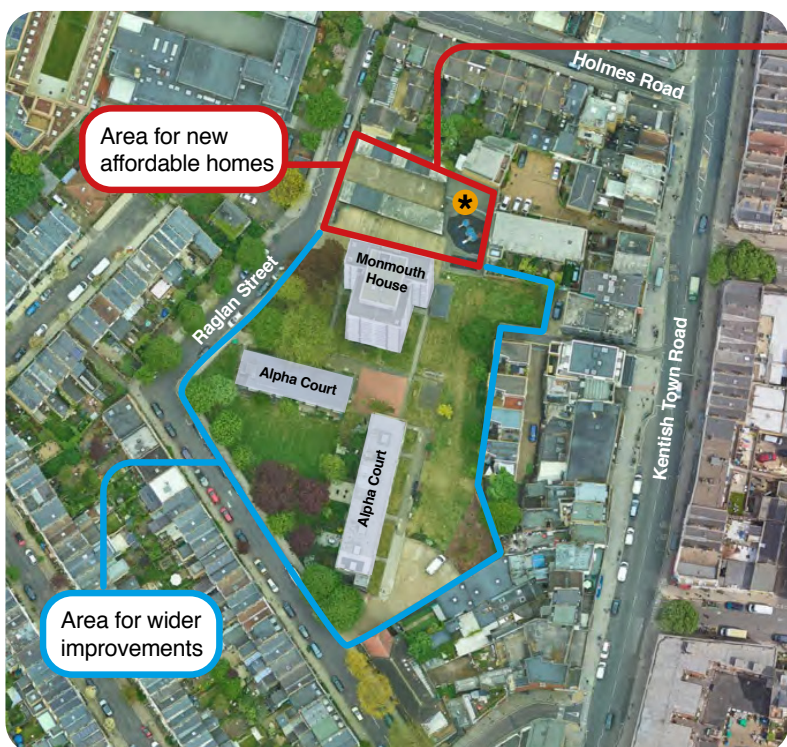 Holmes Road
Area for new
affordable homes
*
Monmouth
House
Raglan Street
Alpha Court
Kentish Town Road
Alpha Court
Area for wider
improvements